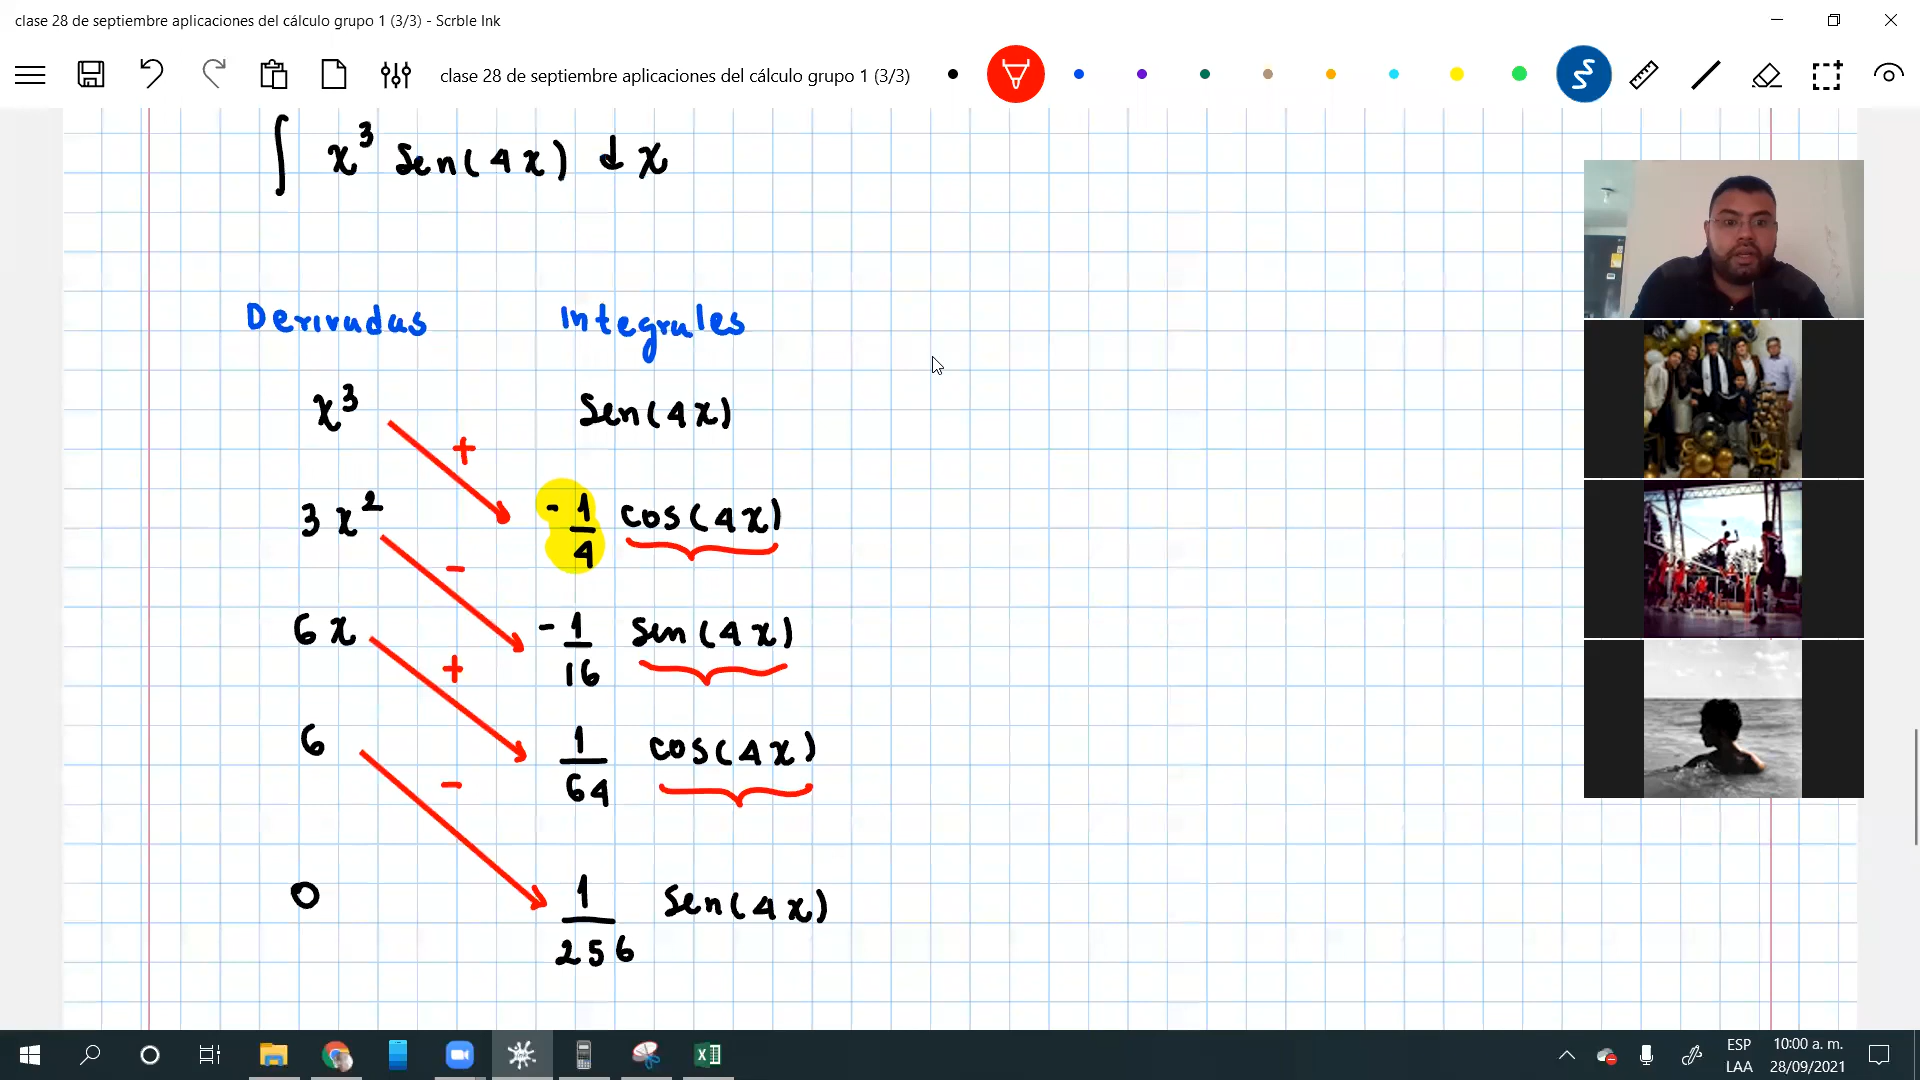 clase 28 de septiembre aplicaciones del cálculo grupo 1 (3/3) - Scrble Ink
clase 28 de septiembre aplicaciones del cálculo grupo 1 (3/3)
∫ x³ Sen(4x) dx
Derivadas Integrales
x³ Sen(4x)
+
3x² -1/4 cos(4x)
-
6x -1/16 sen(4x)
+
6 1/64 cos(4x)
-
0 1/256 Sen(4x)
ESP 10:00 a. m.
LAA 28/09/2021